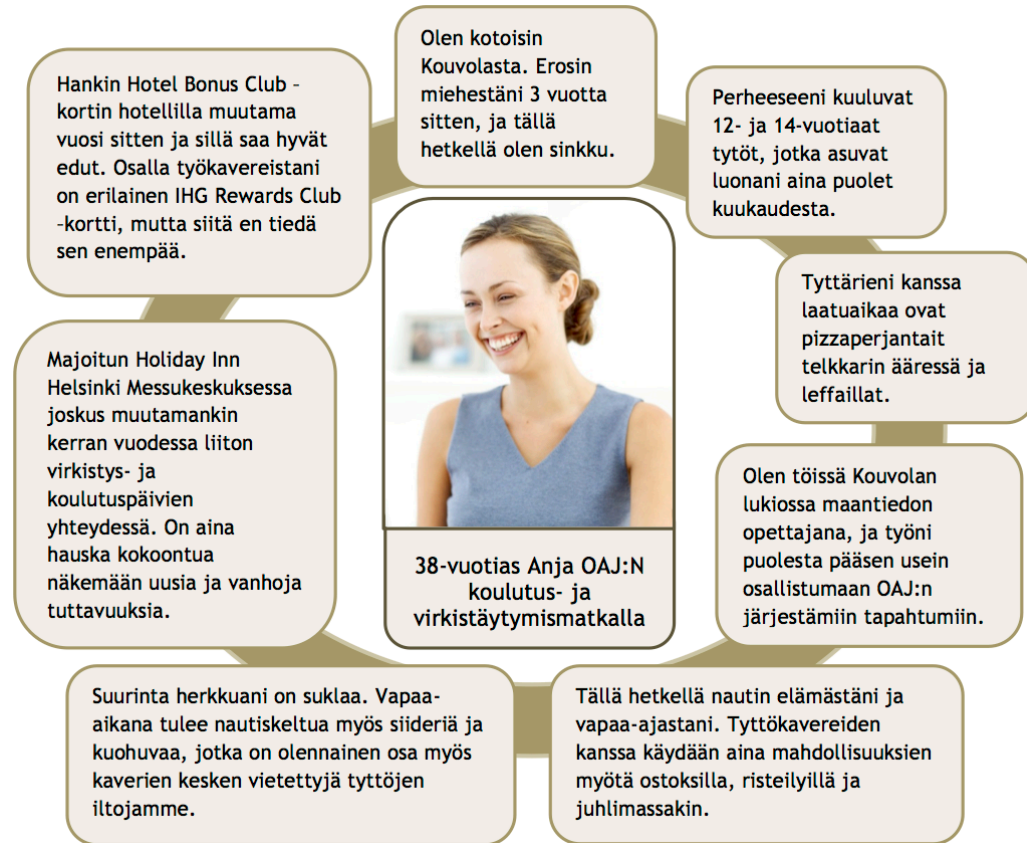 Olen kotoisin
Kouvolasta. Erosin
miehestäni 3 vuotta
sitten, ja tällä
hetkellä olen sinkku.
Perheeseeni kuuluvat
12- ja 14-vuotiaat
tytöt, jotka asuvat
luonani aina puolet
kuukaudesta.
Tyttärieni kanssa
laatuaikaa ovat
pizzaperjantait
telkkarin ääressä ja
leffaillat.
Olen töissä Kouvolan
lukiossa maantiedon
opettajana, ja työni
puolesta pääsen usein
osallistumaan OAJ:n
järjestämiin tapahtumiin.
Tällä hetkellä nautin elämästäni ja
vapaa-ajastani. Tyttökavereiden
kanssa käydään aina mahdollisuuksien
myötä ostoksilla, risteilyillä ja
juhlimassakin.
Suurinta herkkuani on suklaa. Vapaa-
aikana tulee nautiskeltua myös siideriä ja
kuohuvaa, jotka on olennainen osa myös
kaverien kesken vietettyjä tyttöjen
iltojamme.
Majoitun Holiday Inn
Helsinki Messukeskuksessa
joskus muutamankin
kerran vuodessa liiton
virkistys- ja
koulutuspäivien
yhteydessä. On aina
hauska kokoontua
näkemään uusia ja vanhoja
tuttavuuksia.
Hankin Hotel Bonus Club –
kortin hotellilla muutama
vuosi sitten ja sillä saa hyvät
edut. Osalla työkavereistani
on erilainen IHG Rewards Club
–kortti, mutta siitä en tiedä
sen enempää.
38-vuotias Anja OAJ:N
koulutus- ja
virkistäytymismatkalla